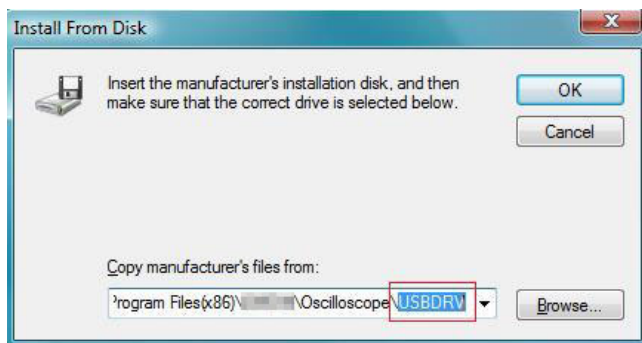 Install From Disk
Insert the manufacturer's installation disk, and then
make sure that the correct drive is selected below.
OK
Cancel
Copy manufacturer's files from:
rogram Files(x86)\ \Oscilloscope\USBDRV
Browse...